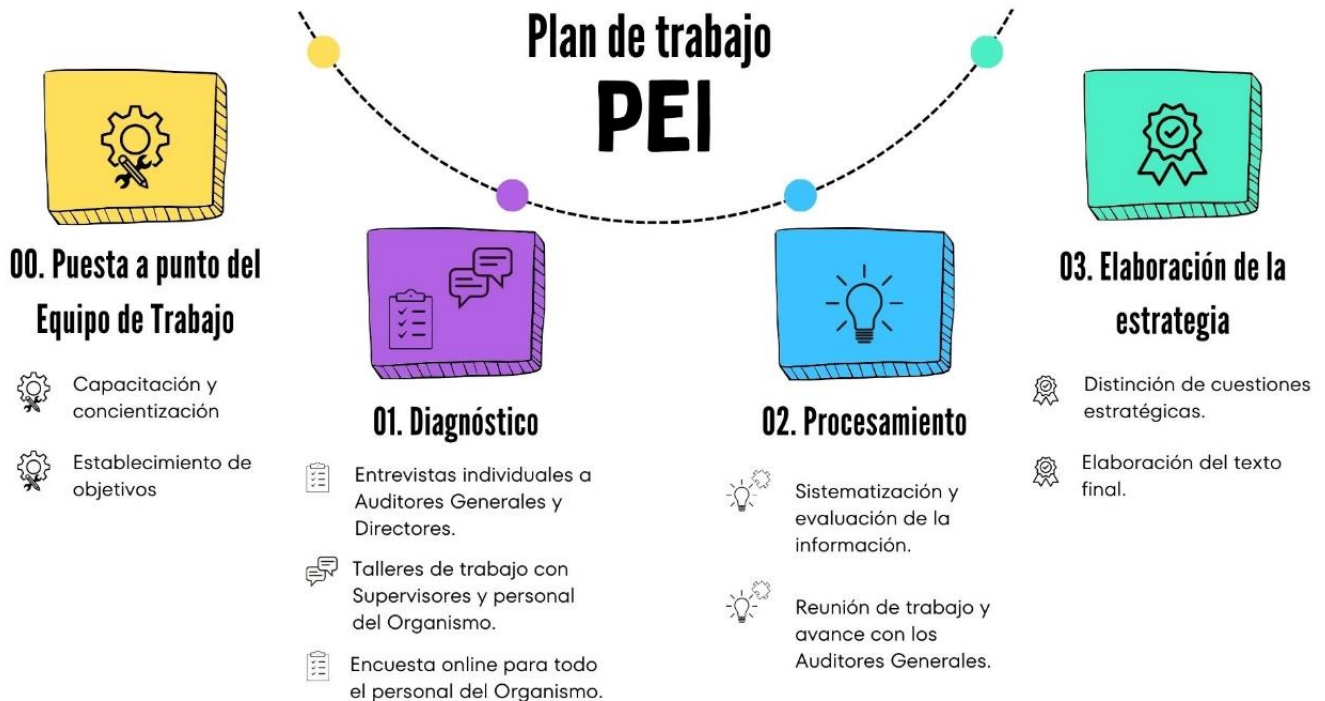 Plan de trabajo
PEI
00. Puesta a punto del
Equipo de Trabajo
Capacitación y
concientización
Establecimiento de
objetivos
01. Diagnóstico
Entrevistas individuales a
Auditores Generales y
Directores.
Talleres de trabajo con
Supervisores y personal
del Organismo.
Encuesta online para todo
el personal del Organismo.
02. Procesamiento
Sistematización y
evaluación de la
información.
Reunión de trabajo y
avance con los
Auditores Generales.
03. Elaboración de la
estrategia
Distinción de cuestiones
estratégicas.
Elaboración del texto
final.